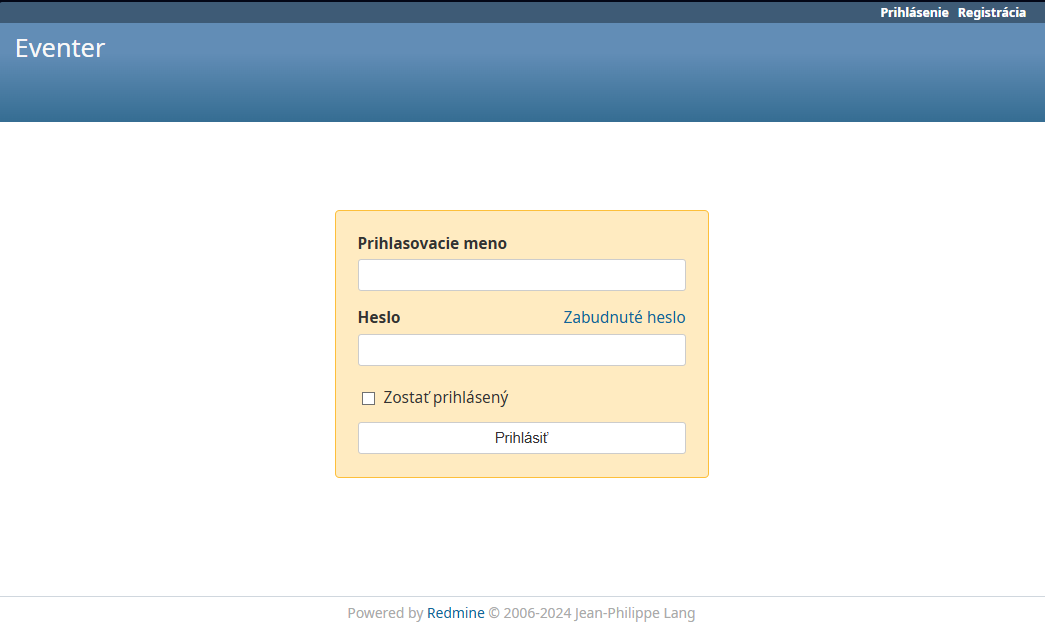 Prihlásenie Registrácia
Eventer
Prihlasovacie meno
Heslo Zabudnuté heslo
Zostať prihlásený
Prihlásiť
Powered by Redmine © 2006-2024 Jean-Philippe Lang